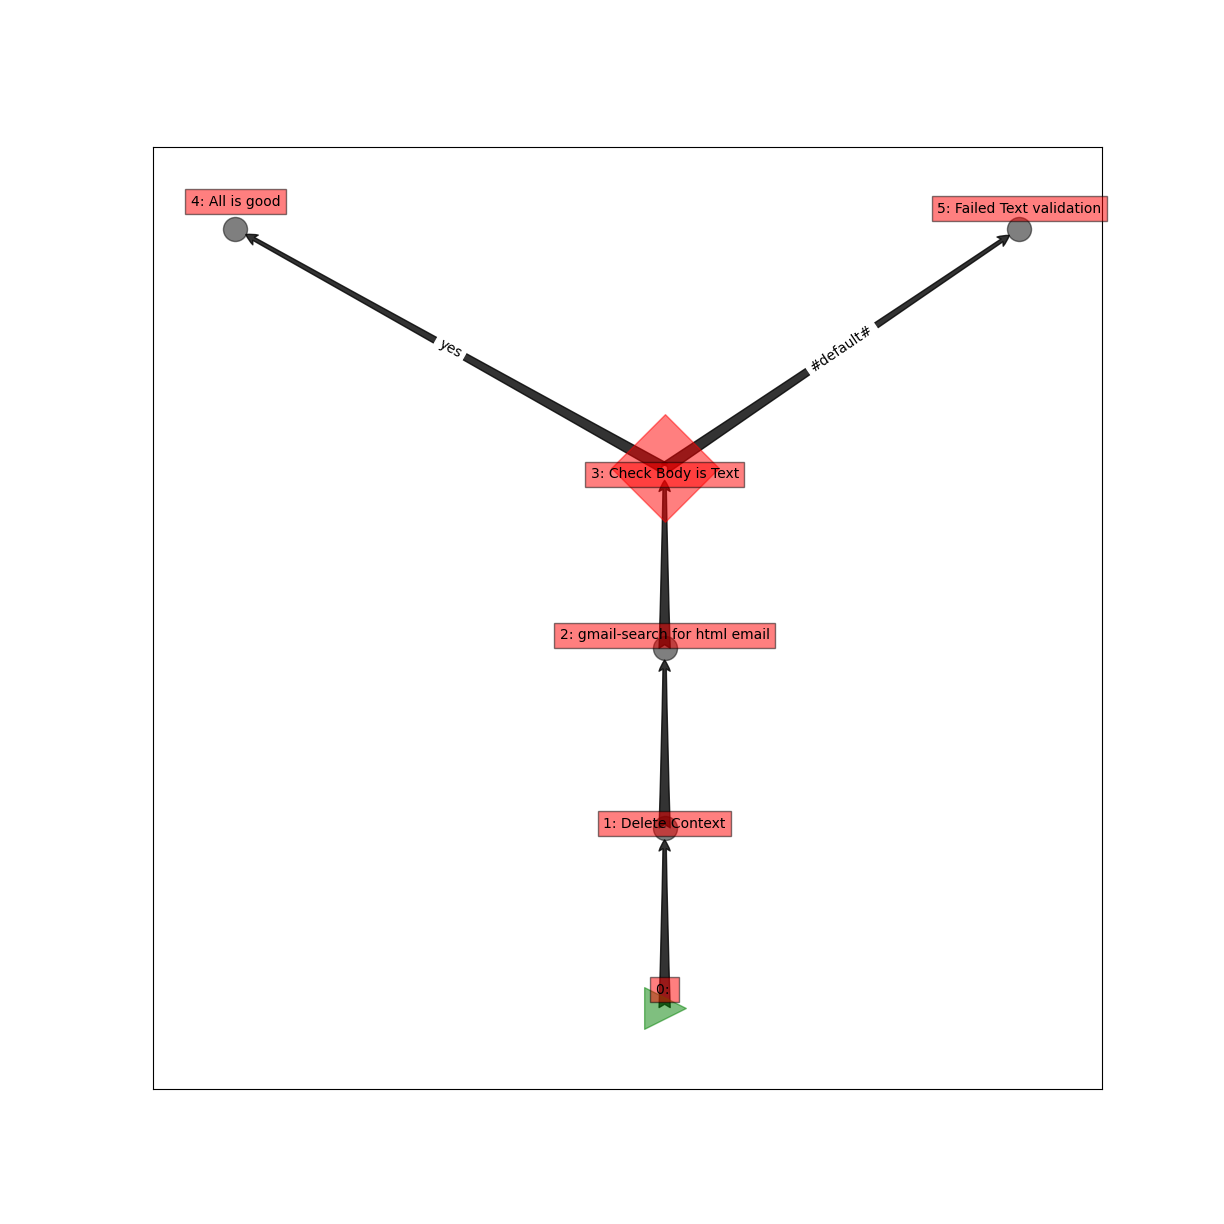 4: All is good
5: Failed Text validation
yes
#default#
3: Check Body is Text
2: gmail-search for html email
1: Delete Context
0: